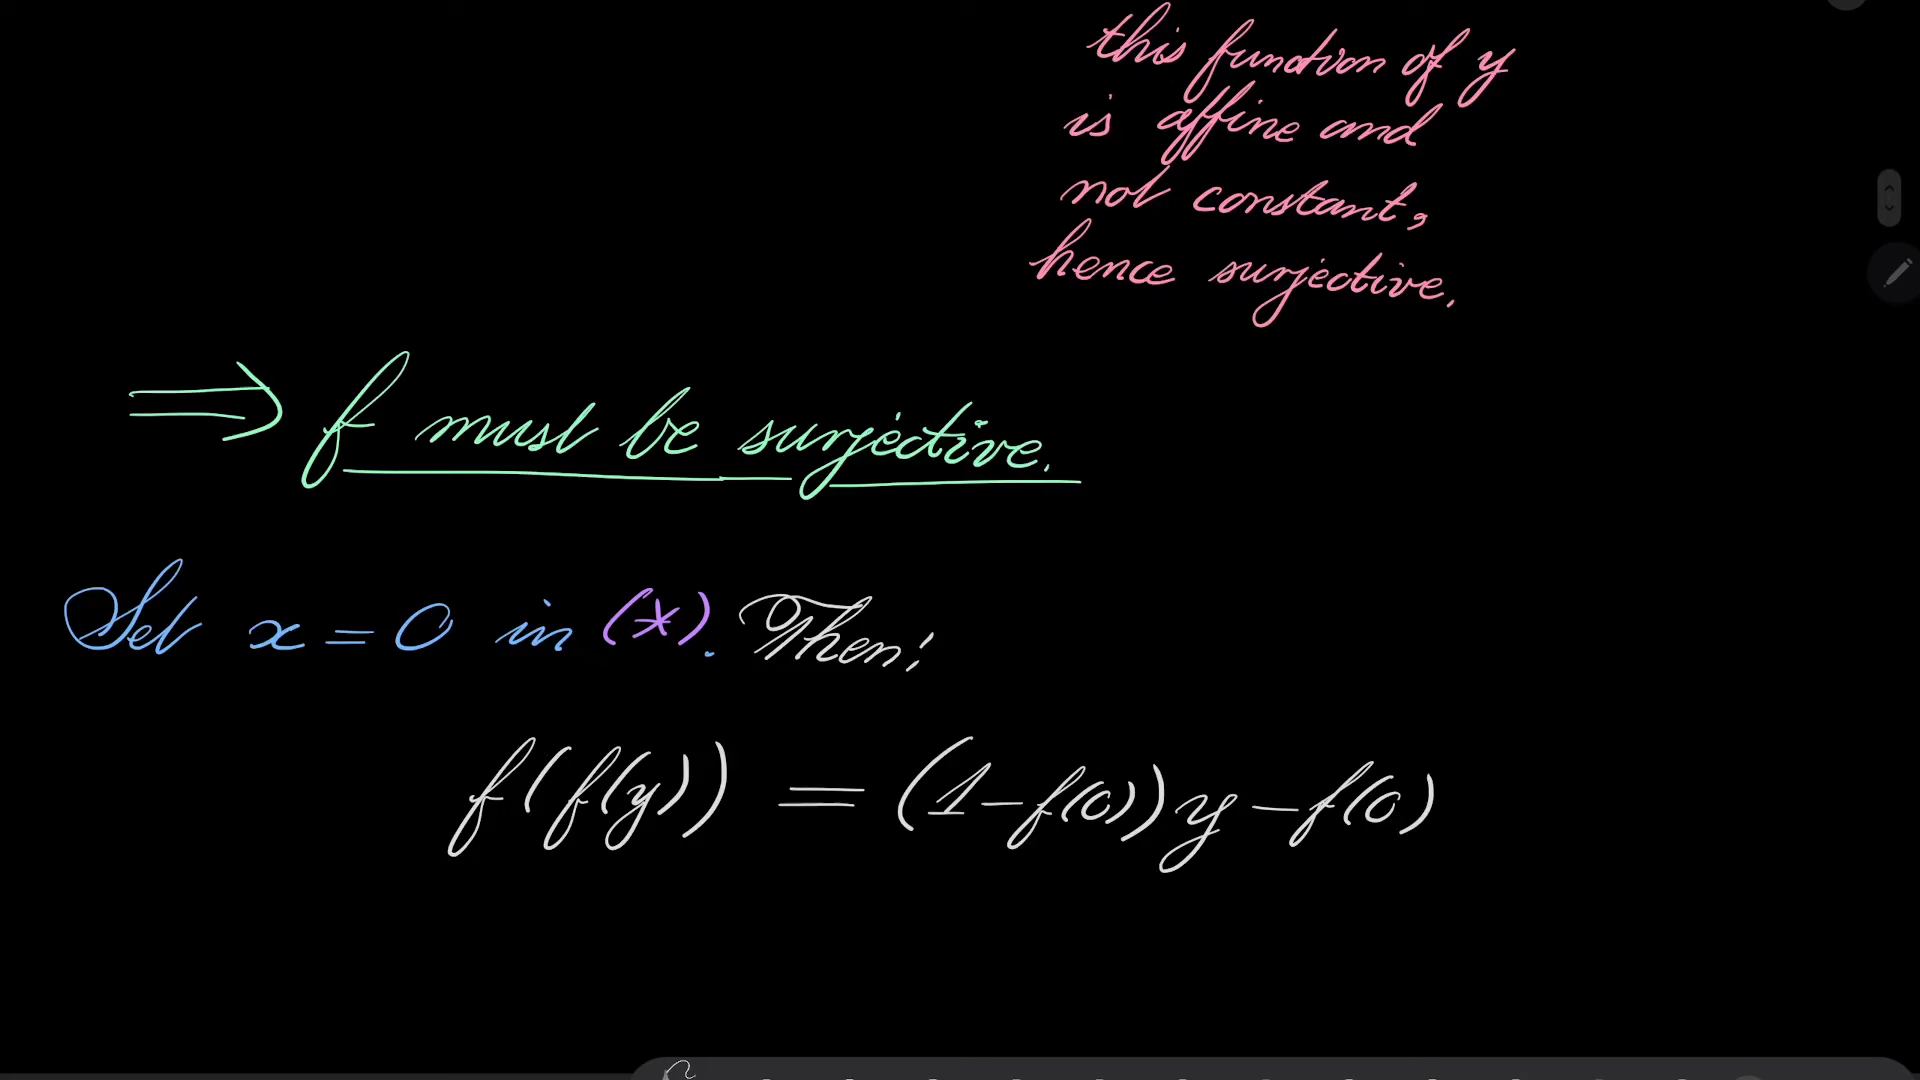 this function of y
is affine and
not constant,
hence surjective.
⟹ f must be surjective.
Set x = 0 in (*). Then:
f(f(y)) = (1-f(0))y - f(0)